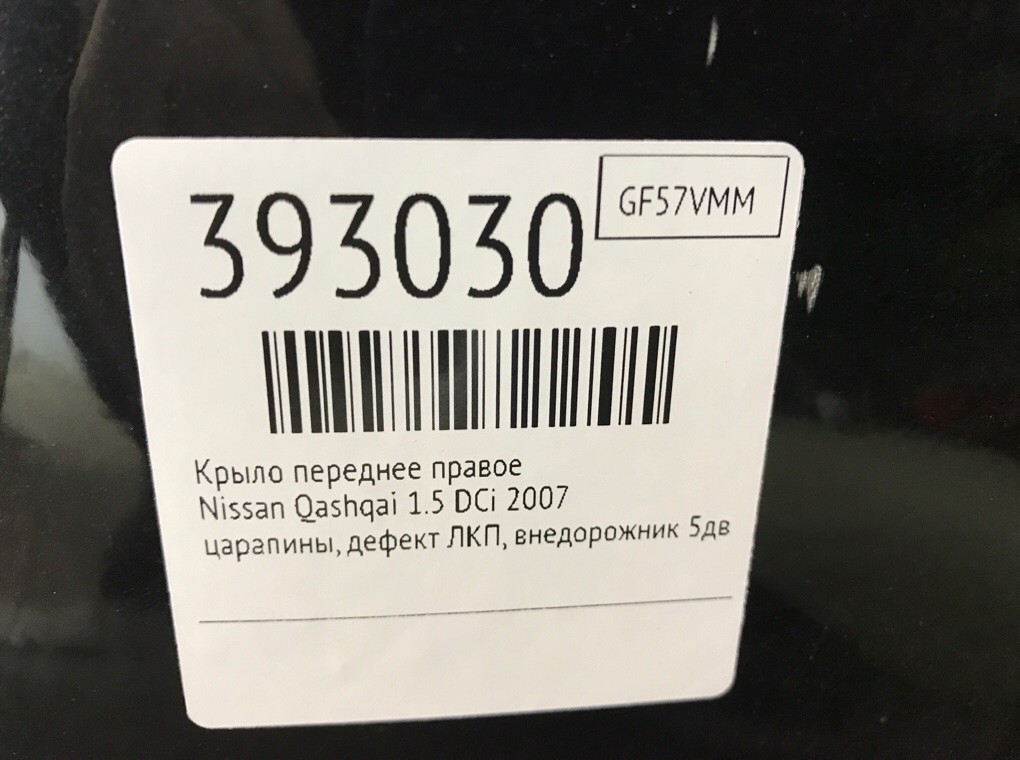 393030
GF57VMM
Крыло переднее правое
Nissan Qashqai 1.5 DCi 2007
царапины, дефект ЛКП, внедорожник 5дв